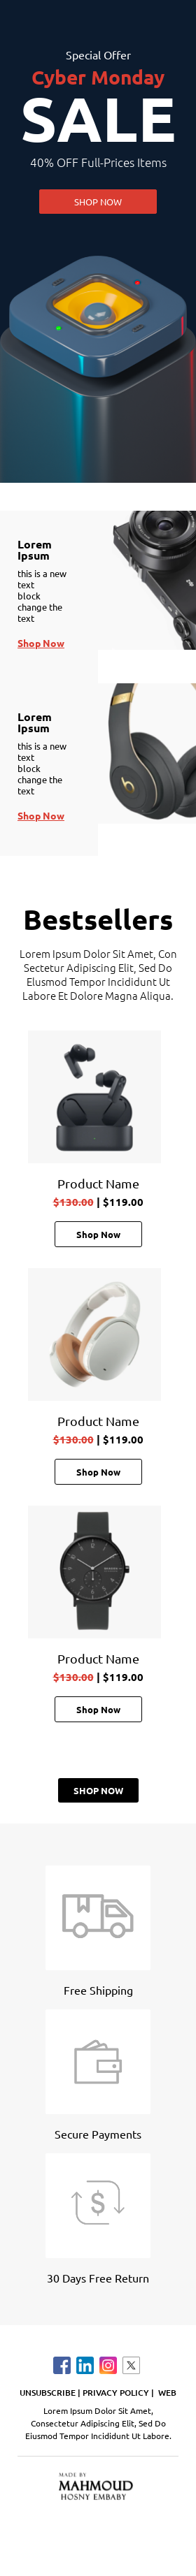 Special Offer
Cyber Monday
SALE
40% OFF Full-Prices Items
SHOP NOW
Lorem
Ipsum
this is a new
text
block
change the
text
Shop Now
Lorem
Ipsum
this is a new
text
block
change the
text
Shop Now
Bestsellers
Lorem Ipsum Dolor Sit Amet, Con
Sectetur Adipiscing Elit, Sed Do
Elusmod Tempor Incididunt Ut
Labore Et Dolore Magna Aliqua.
Product Name
$130.00 | $119.00
Shop Now
Product Name
$130.00 | $119.00
Shop Now
Product Name
$130.00 | $119.00
Shop Now
SHOP NOW
Free Shipping
Secure Payments
30 Days Free Return
UNSUBSCRIBE | PRIVACY POLICY | WEB
Lorem Ipsum Dolor Sit Amet,
Consectetur Adipiscing Elit, Sed Do
Eiusmod Tempor Incididunt Ut Labore.
MADE BY
MAHMOUD
HOSNY EMBABY